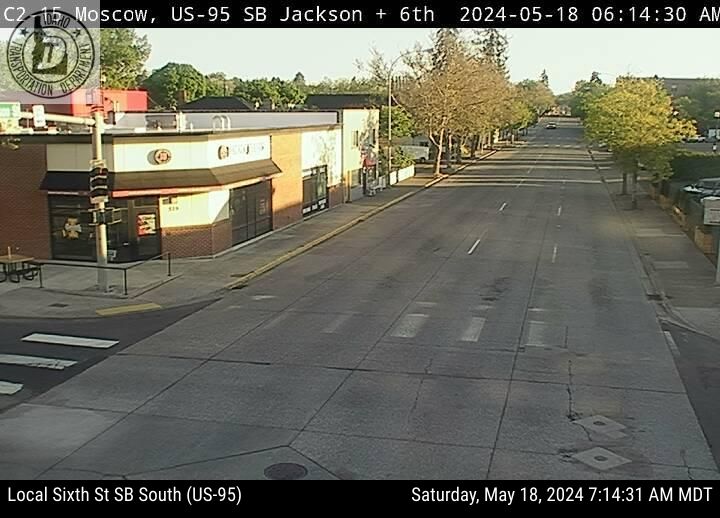 C2 15 Moscow, US-95 SB Jackson + 6th 2024-05-18 06:14:30 AM
IDAHO
TRANSPORTATION DEPARTMENT
519
Local Sixth St SB South (US-95)
Saturday, May 18, 2024 7:14:31 AM MDT